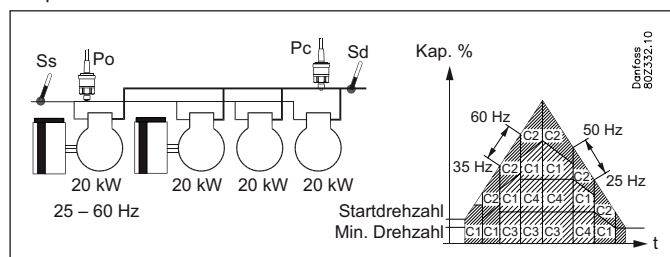 Ss
Po
Pc
Sd
20 kW 20 kW 20 kW 20 kW
25 – 60 Hz
Kap. %
Danfoss
80Z332.10
60 Hz
50 Hz
35 Hz
25 Hz
C2 C2
C2 C1 C1 C2
C2 C1 C4 C4 C1 C2
C1 C1 C3 C3 C4 C1
Startdrehzahl
Min. Drehzahl
t